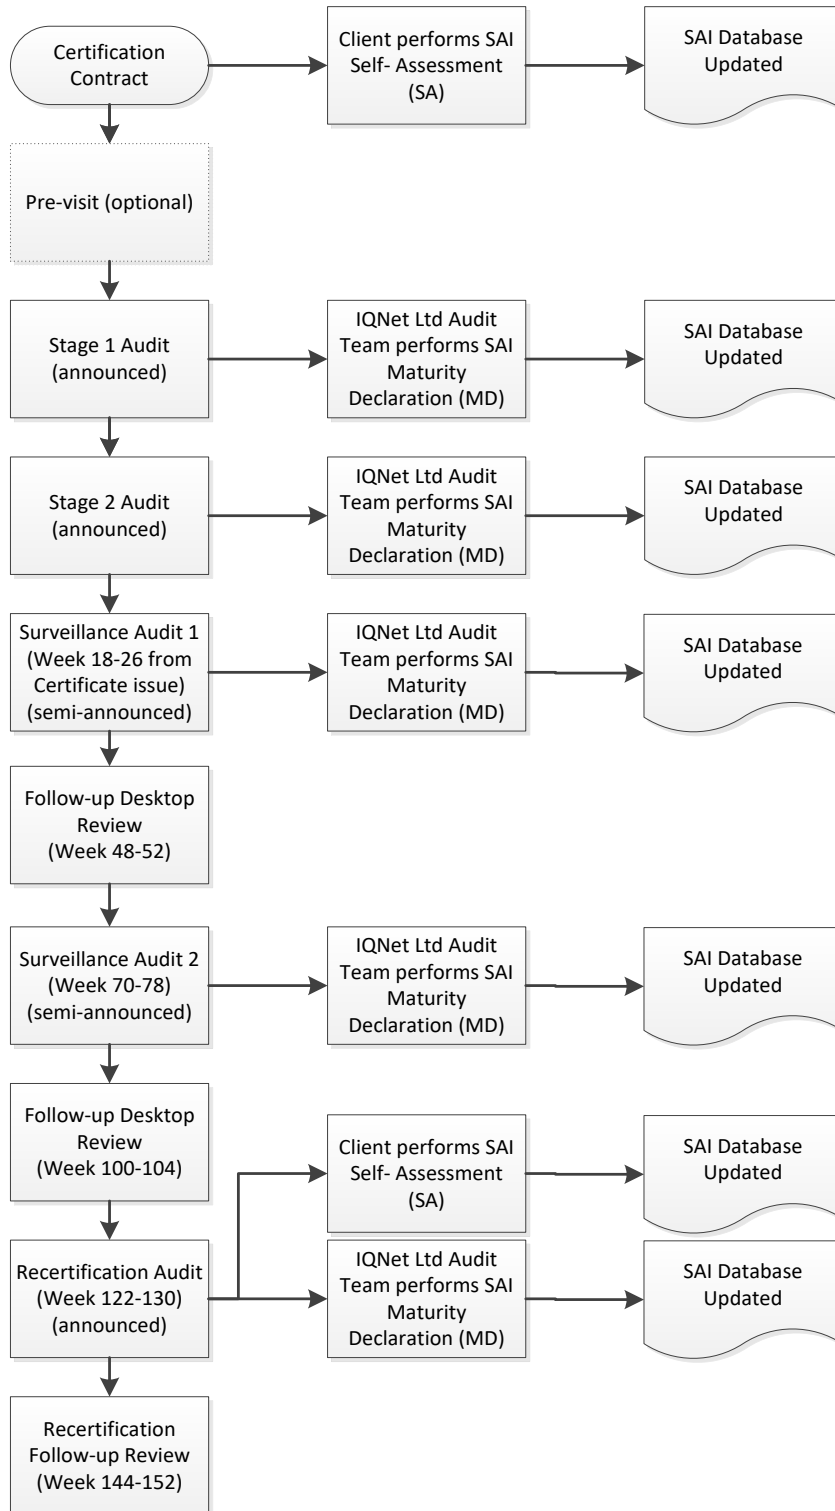 Certification
Contract
Client performs SAI
Self- Assessment
(SA)
SAI Database
Updated
Pre-visit (optional)
Stage 1 Audit
(announced)
IQNet Ltd Audit
Team performs SAI
Maturity
Declaration (MD)
SAI Database
Updated
Stage 2 Audit
(announced)
IQNet Ltd Audit
Team performs SAI
Maturity
Declaration (MD)
SAI Database
Updated
Surveillance Audit 1
(Week 18-26 from
Certificate issue)
(semi-announced)
IQNet Ltd Audit
Team performs SAI
Maturity
Declaration (MD)
SAI Database
Updated
Follow-up Desktop
Review
(Week 48-52)
Surveillance Audit 2
(Week 70-78)
(semi-announced)
IQNet Ltd Audit
Team performs SAI
Maturity
Declaration (MD)
SAI Database
Updated
Follow-up Desktop
Review
(Week 100-104)
Client performs SAI
Self- Assessment
(SA)
SAI Database
Updated
Recertification Audit
(Week 122-130)
(announced)
IQNet Ltd Audit
Team performs SAI
Maturity
Declaration (MD)
SAI Database
Updated
Recertification
Follow-up Review
(Week 144-152)